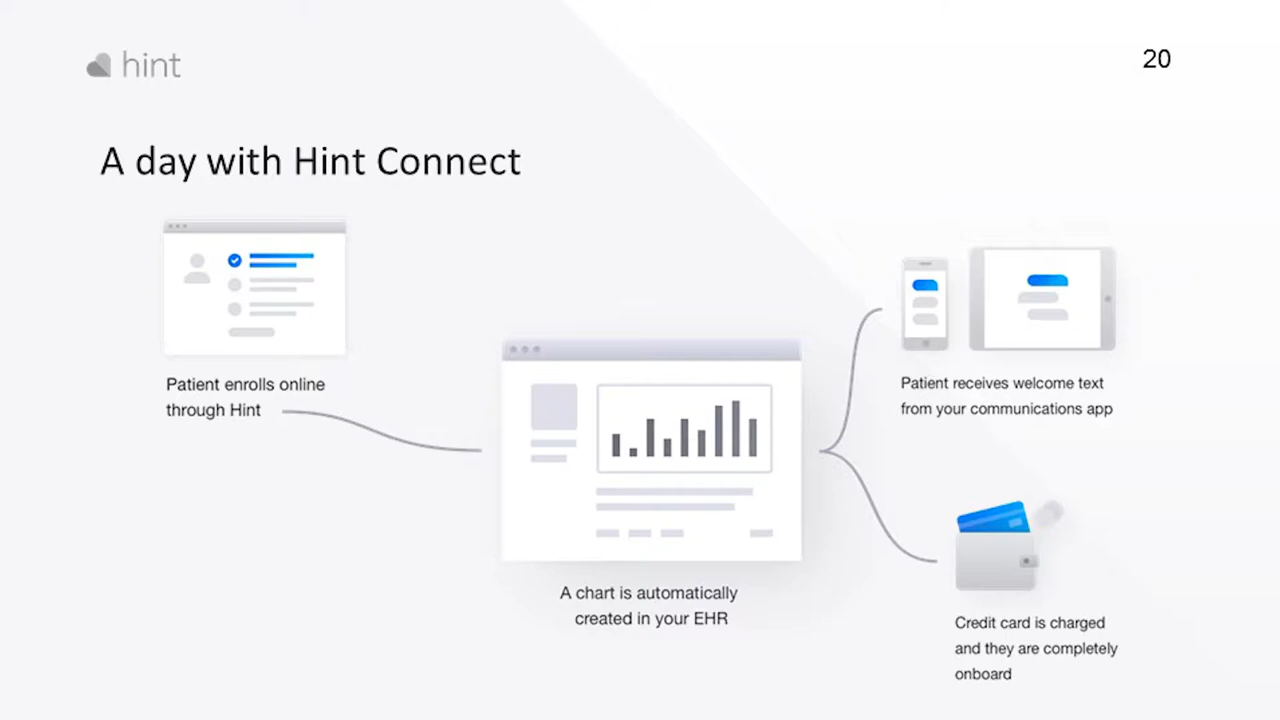 hint
20
A day with Hint Connect
Patient enrolls online
through Hint
A chart is automatically
created in your EHR
Patient receives welcome text
from your communications app
Credit card is charged
and they are completely
onboard